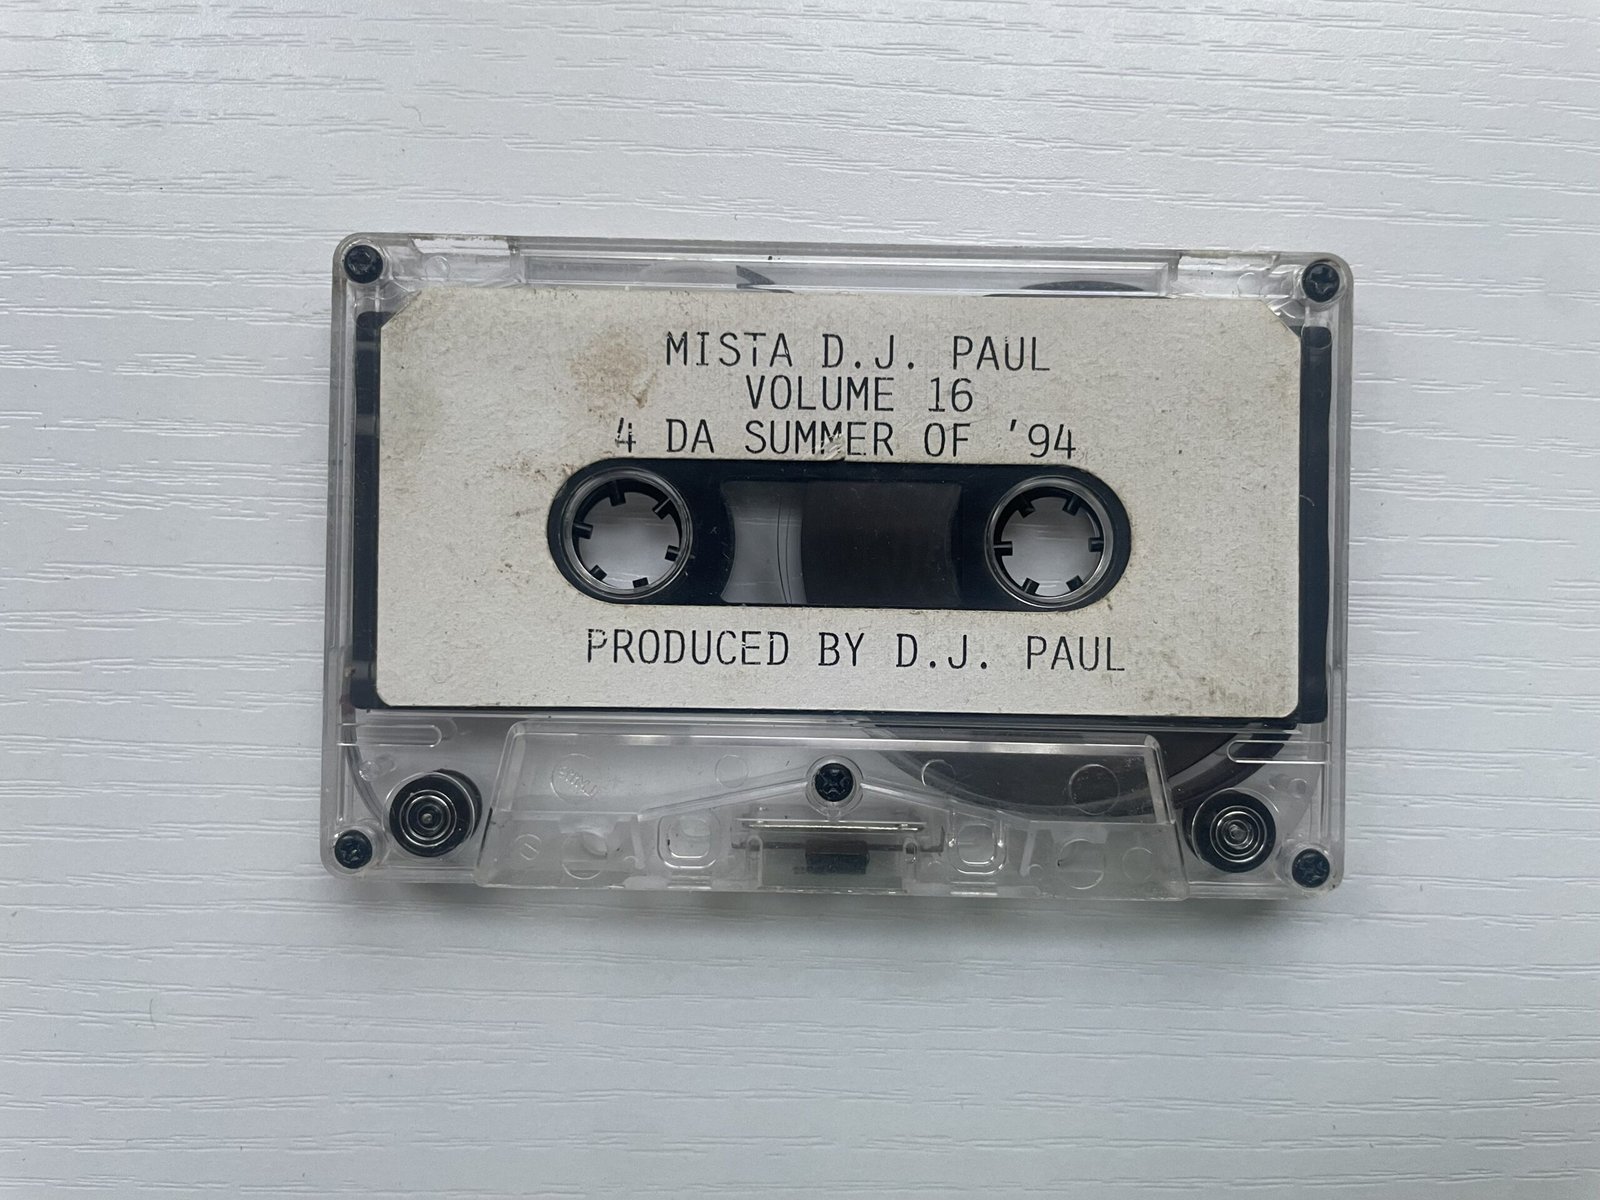 MISTA D.J. PAUL
VOLUME 16
4 DA SUMMER OF '94
PRODUCED BY D.J. PAUL